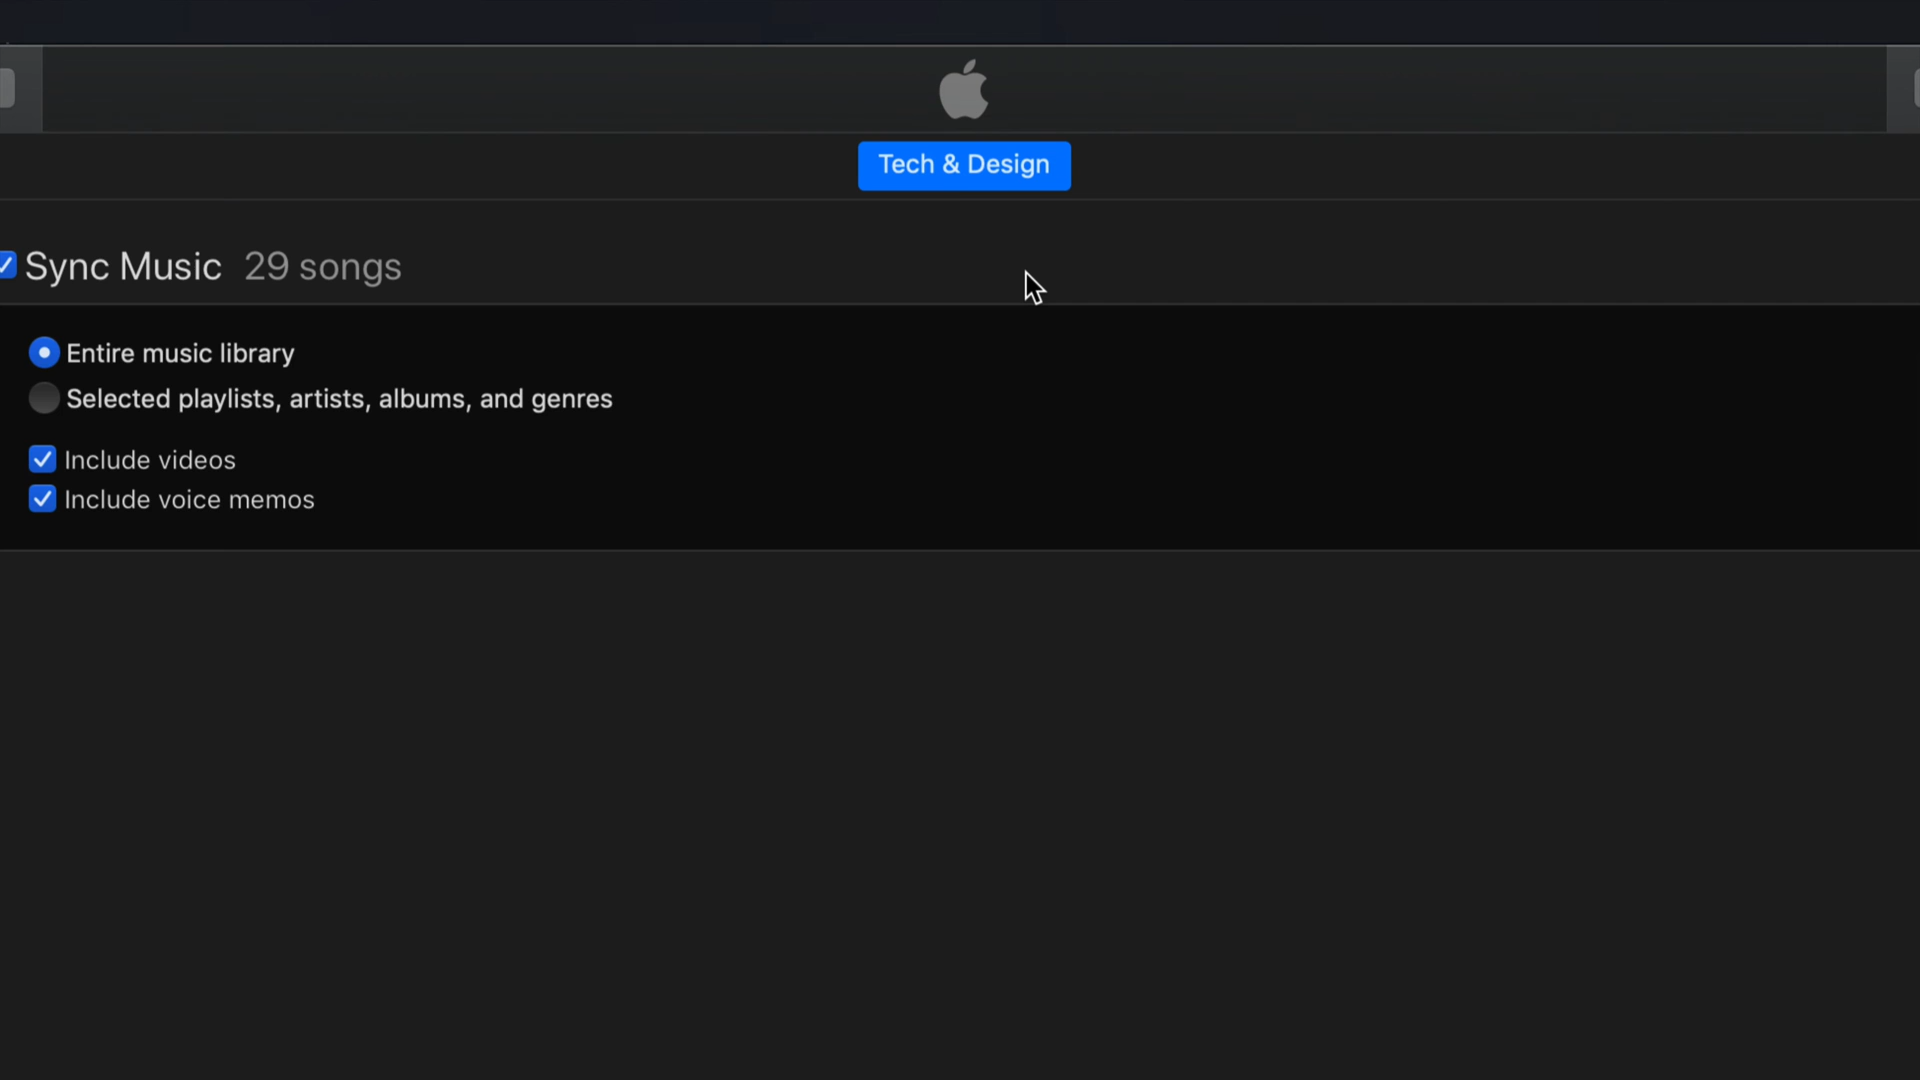 Tech & Design
Sync Music 29 songs
Entire music library
Selected playlists, artists, albums, and genres
Include videos
Include voice memos